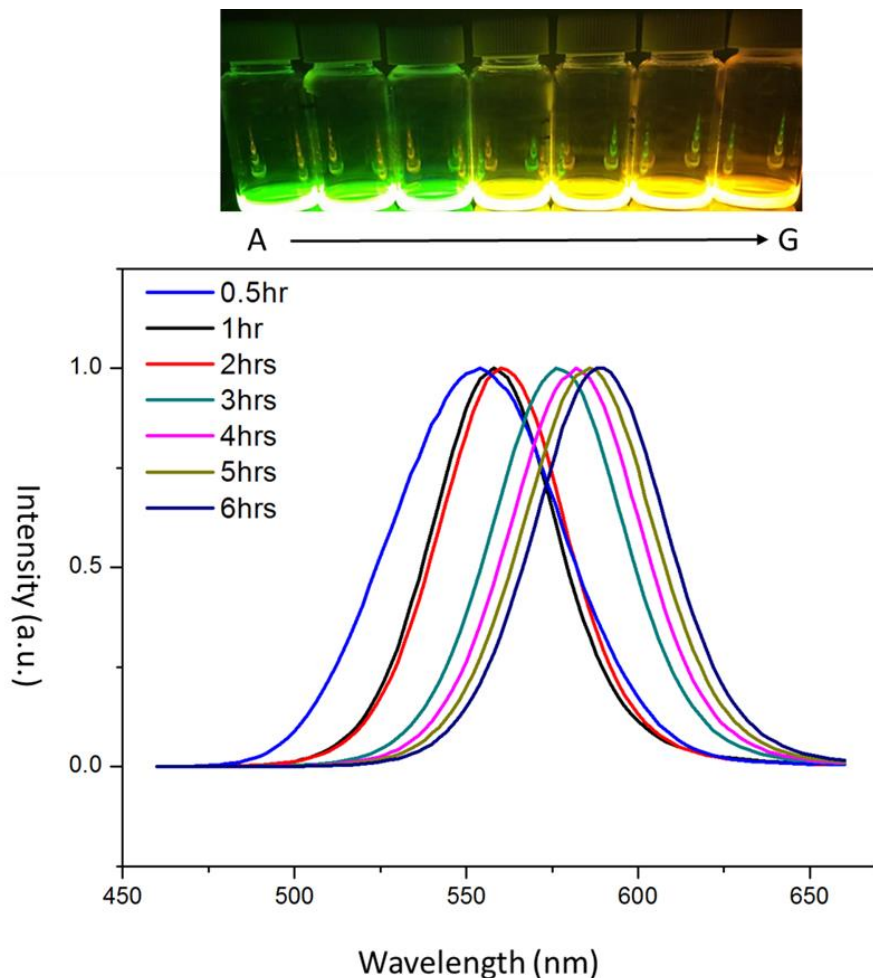 A G
0.5hr
1hr
2hrs
3hrs
4hrs
5hrs
6hrs
1.0
0.5
0.0
Intensity (a.u.)
450 500 550 600 650
Wavelength (nm)